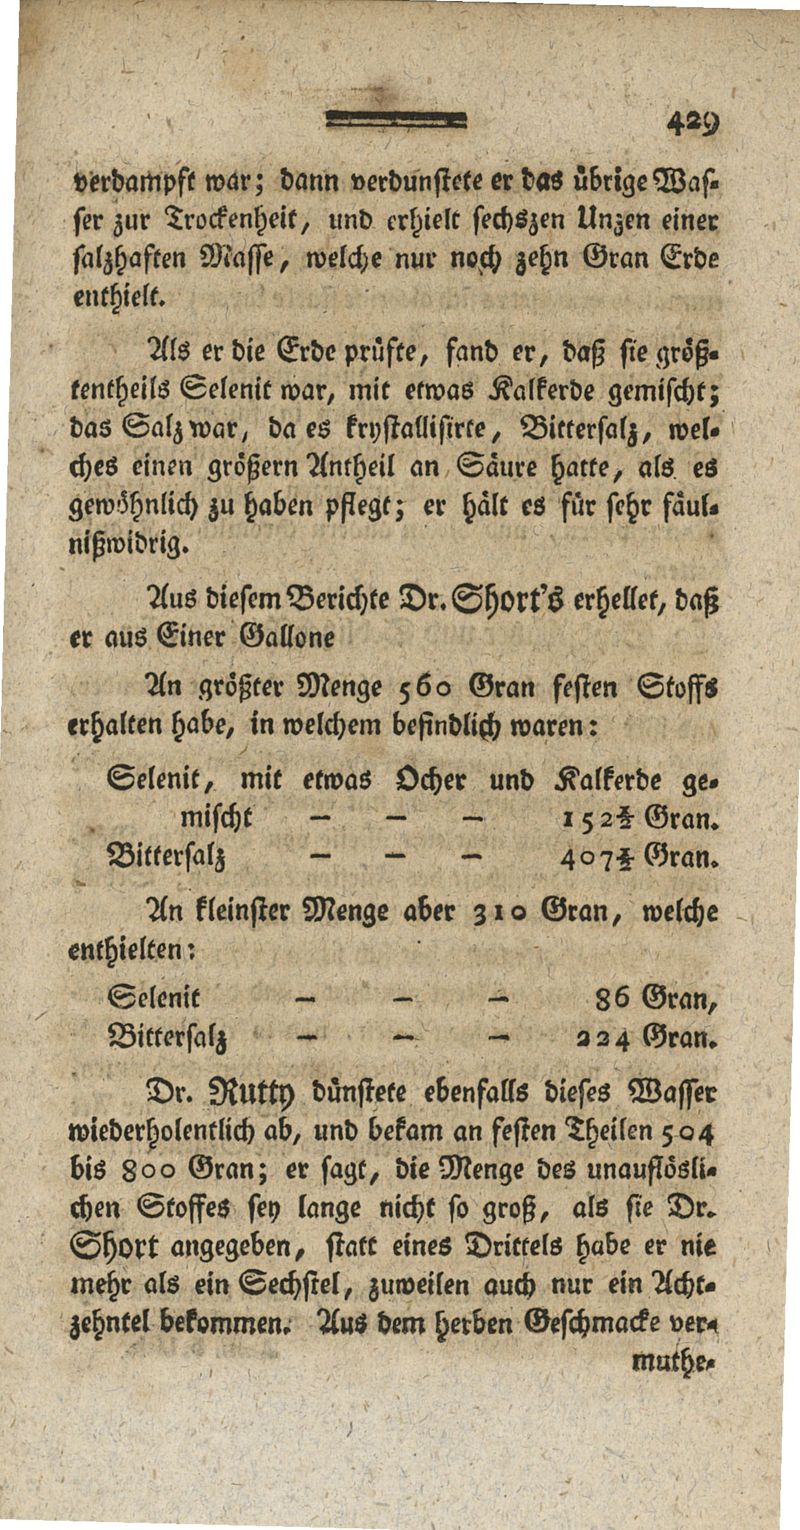 429
verdampft war; dann verdunſtete er das übrige Waſ-
ſer zur Trockenheit, und erhielt ſechszen Unzen einer
ſalzhaften Maſſe, welche nur noch zehn Gran Erde
enthielt.
Als er die Erde prüfte, fand er, daß ſie größ-
tentheils Selenit war, mit etwas Kalkerde gemiſcht;
das Salz war, da es kryſtalliſirte, Bitterſalz, wel-
ches einen größern Antheil an Säure hatte, als es
gewöhnlich zu haben pflegt; er hält es für ſehr fäul-
nißwidrig.
Aus dieſem Berichte Dr. Short's erhellet, daß
er aus Einer Gallone
An größter Menge 560 Gran feſten Stoffs
erhalten habe, in welchem befindlich waren:
Selenit, mit etwas Ocher und Kalkerde ge-
miſcht — — — 152½ Gran.
Bitterſalz — — — 407½ Gran.
An kleinſter Menge aber 310 Gran, welche
enthielten:
Selenit — — — 86 Gran,
Bitterſalz — — — 224 Gran.
Dr. Rutty dünſtete ebenfalls dieſes Waſſer
wiederholentlich ab, und bekam an feſten Theilen 504
bis 800 Gran; er ſagt, die Menge des unauflösli-
chen Stoffes ſey lange nicht ſo groß, als ſie Dr.
Short angegeben, ſtatt eines Drittels habe er nie
mehr als ein Sechſtel, zuweilen auch nur ein Acht-
zehntel bekommen. Aus dem herben Geſchmacke ver-
muthe-